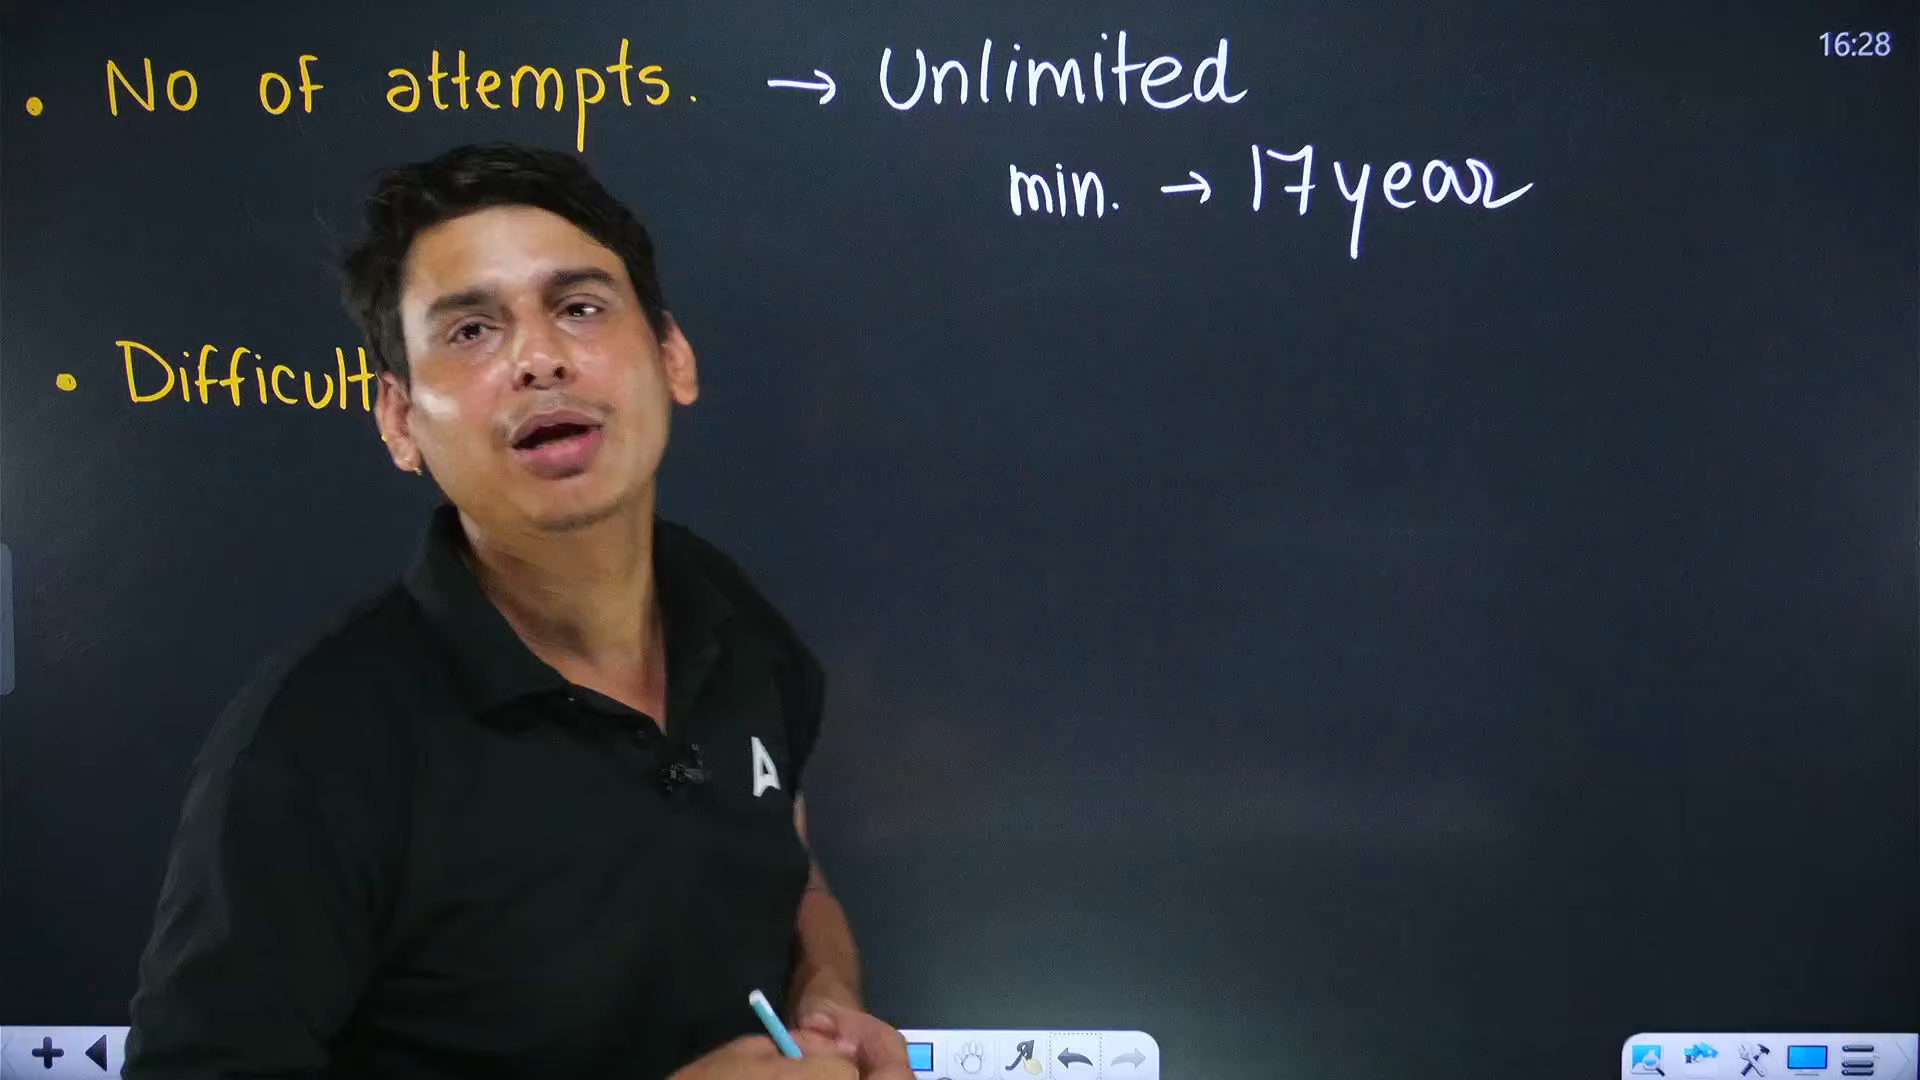 16:28
• No of attempts. → Unlimited
min. → 17 year
• Difficult
A